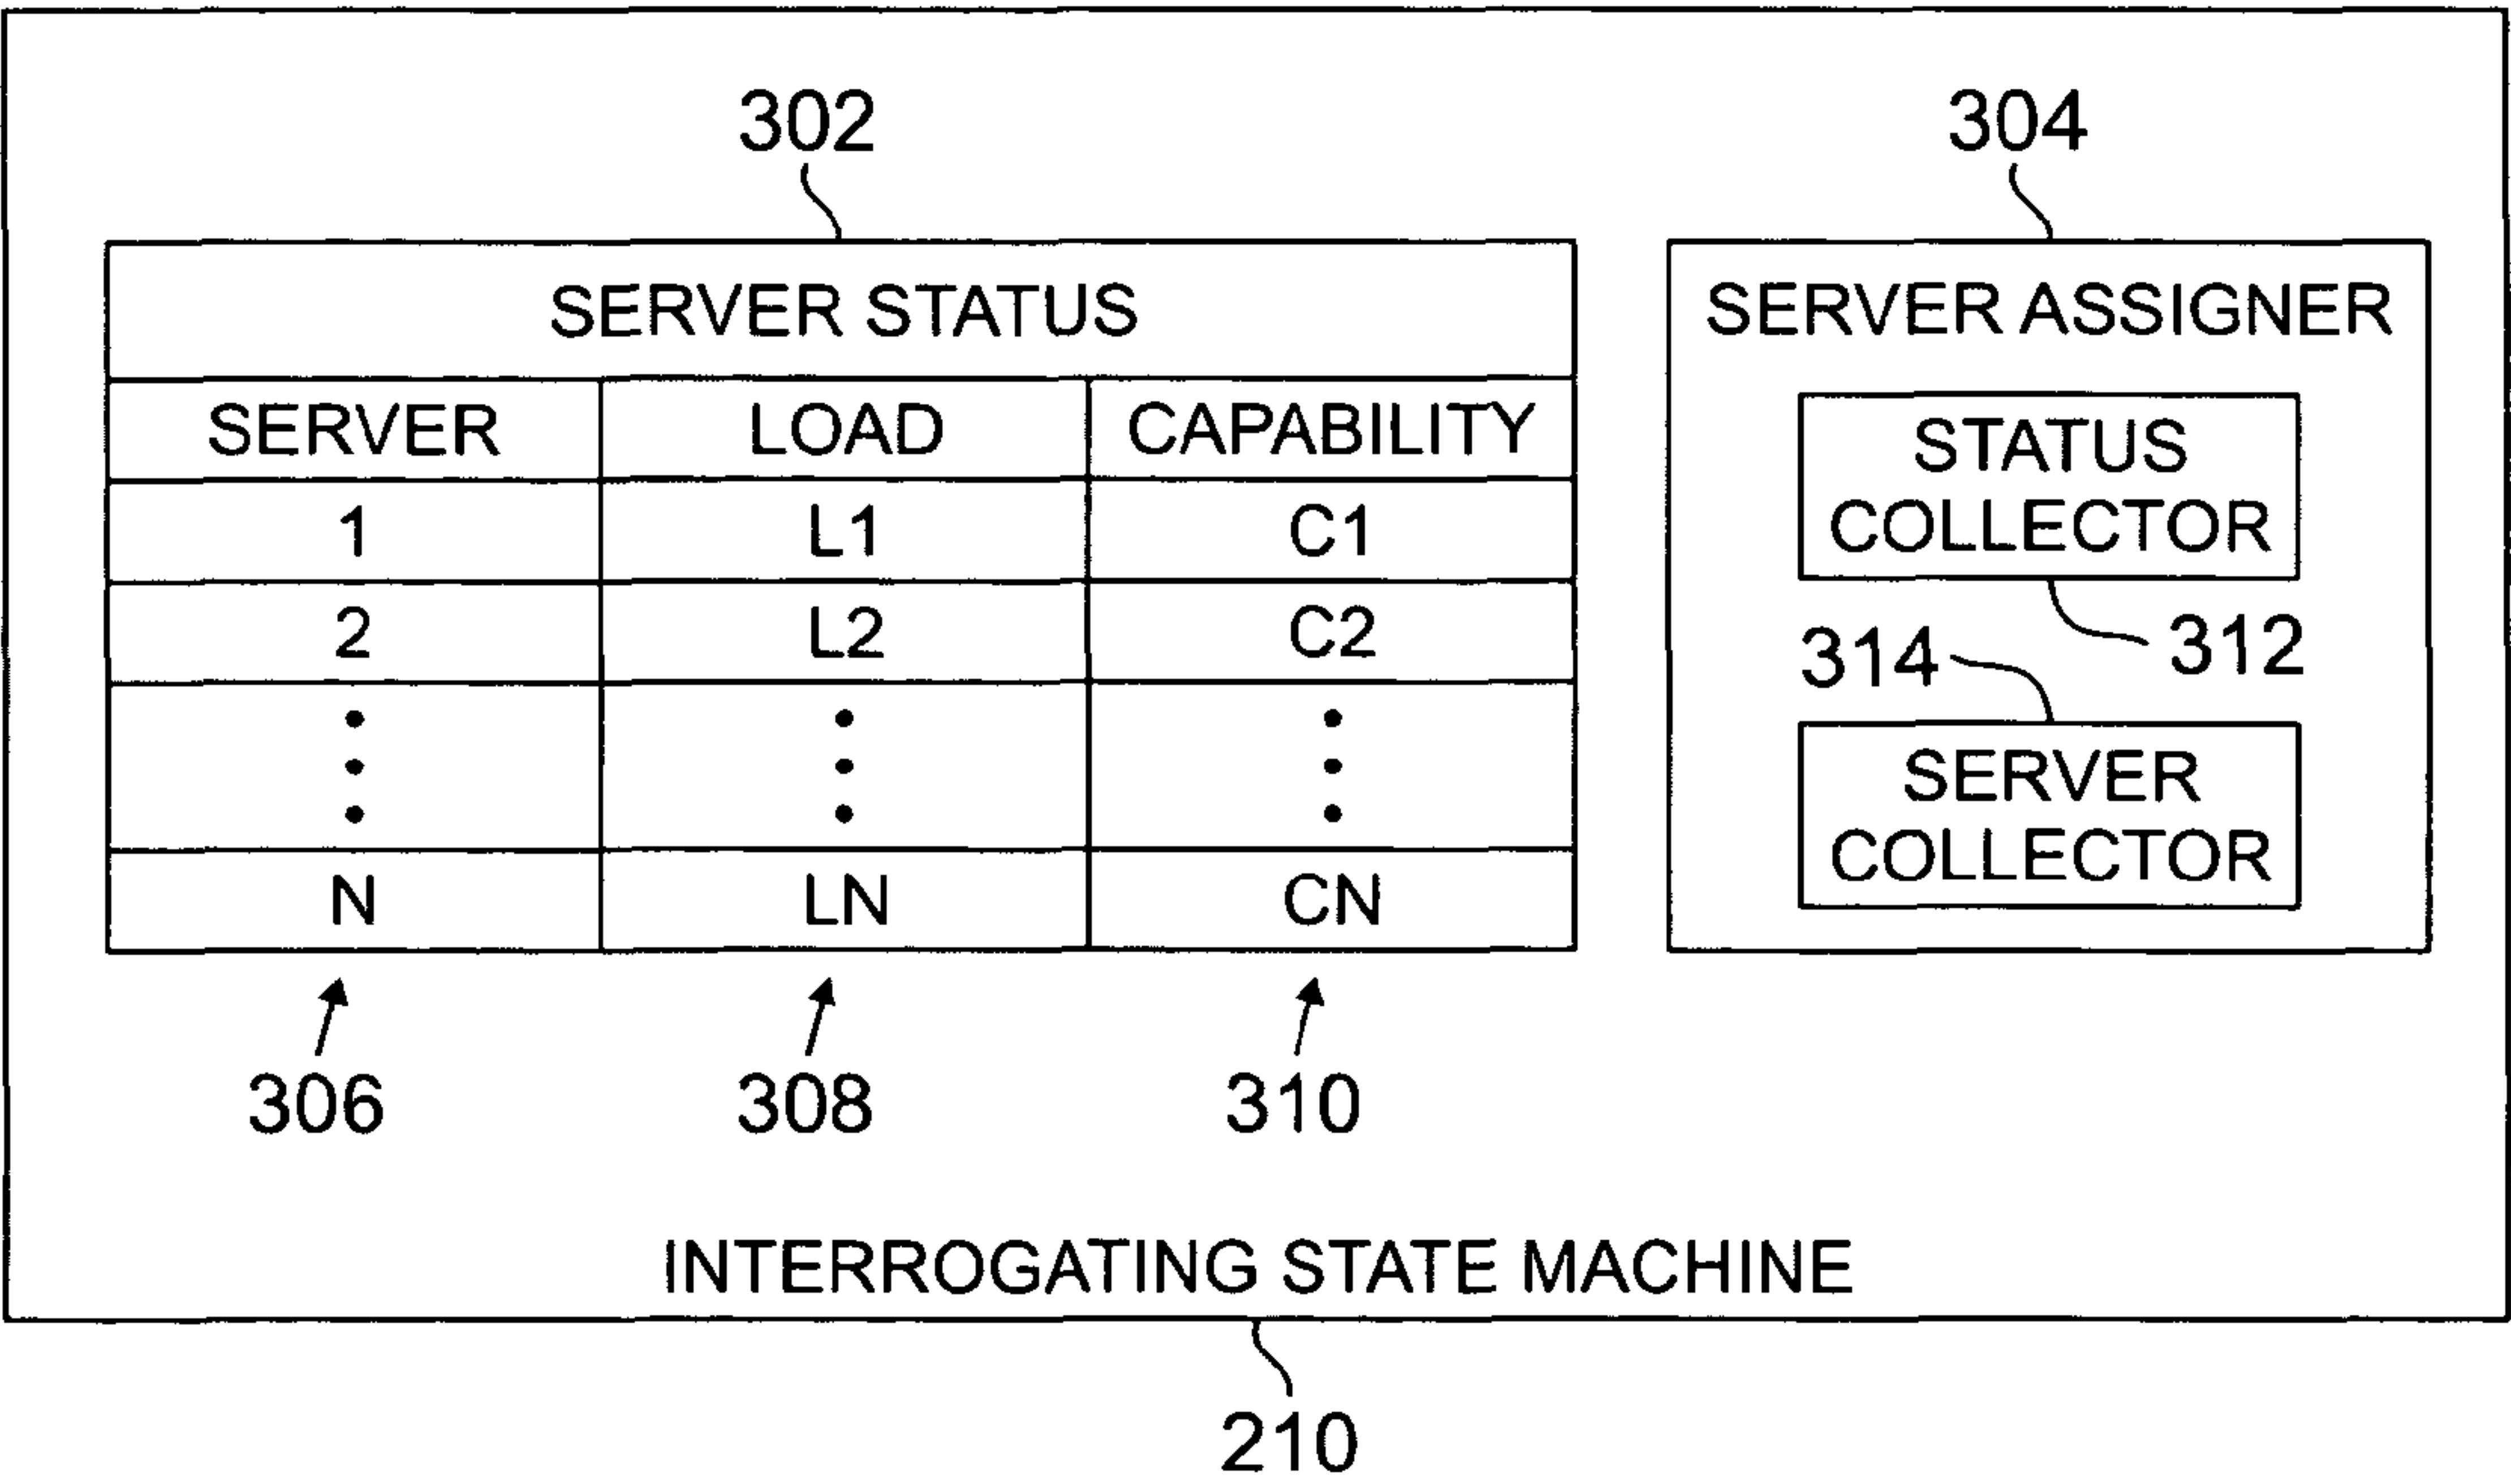 302
304
SERVER STATUS
SERVER LOAD CAPABILITY
1 L1 C1
2 L2 C2
N LN CN
306 308 310
SERVER ASSIGNER
STATUS
COLLECTOR
312
314
SERVER
COLLECTOR
INTERROGATING STATE MACHINE
210